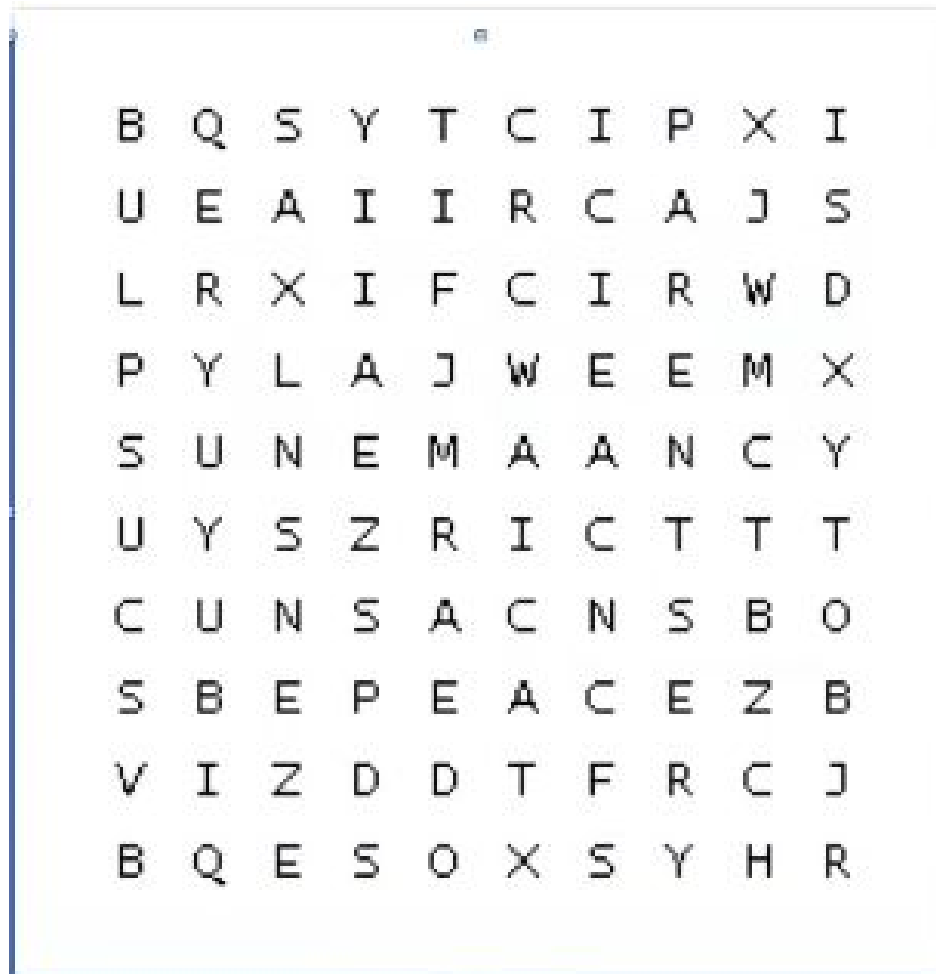 B Q S Y T C I P X I
U E A I I R C A J S
L R X I F C I R W D
P Y L A J W E E M X
S U N E M A A N C Y
U Y S Z R I C T T T
C U N S A C N S B O
S B E P E A C E Z B
V I Z D D T F R C J
B Q E S O X S Y H R